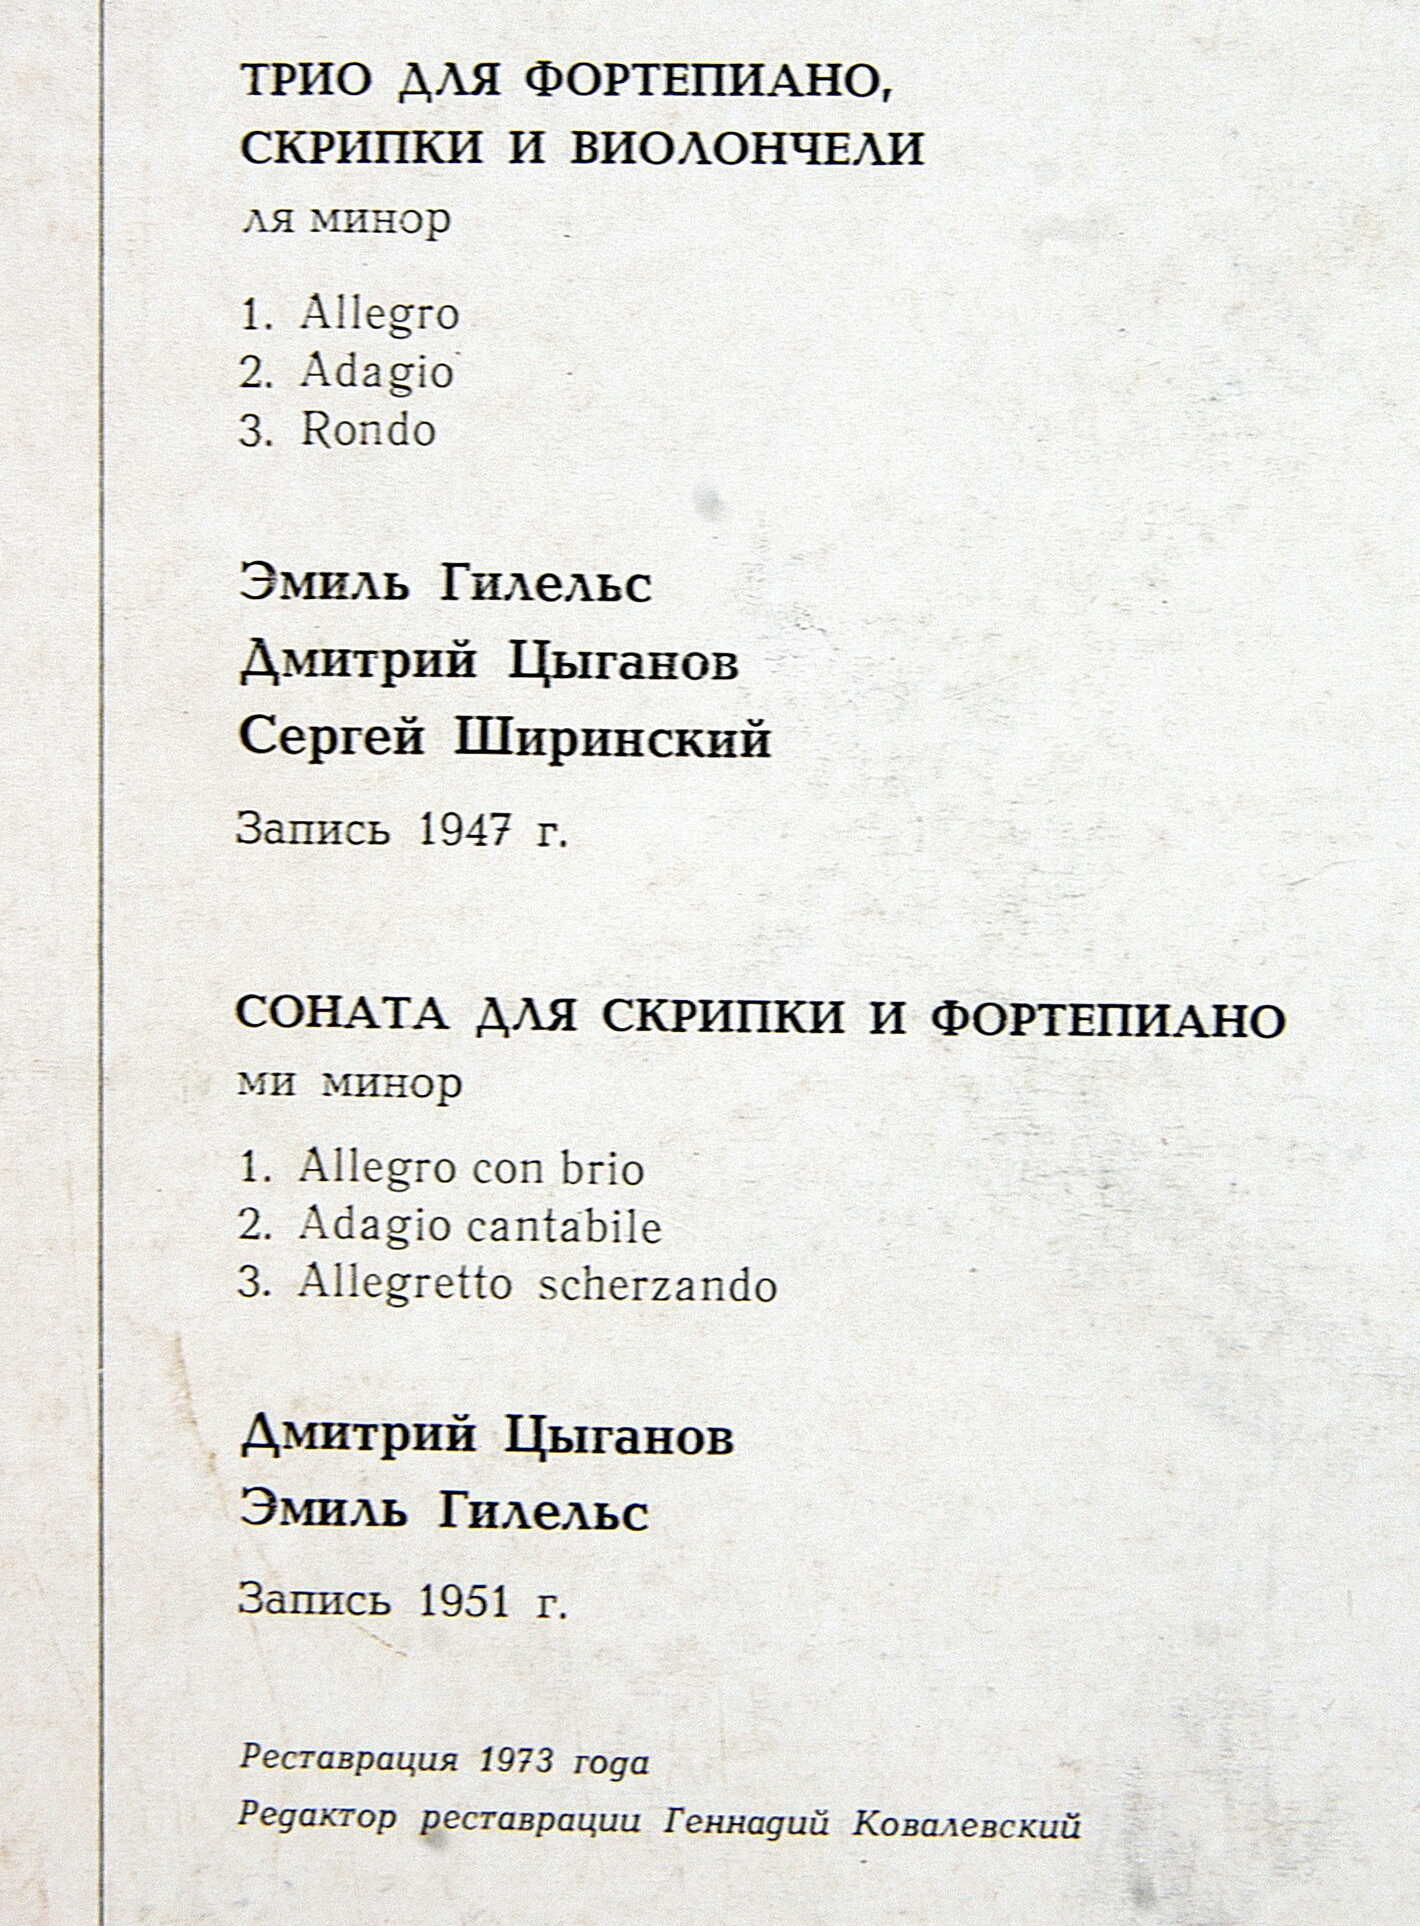 ТРИО ДЛЯ ФОРТЕПИАНО,
СКРИПКИ И ВИОЛОНЧЕЛИ
ля минор
1. Allegro
2. Adagio
3. Rondo
Эмиль Гилельс
Дмитрий Цыганов
Сергей Ширинский
Запись 1947 г.
СОНАТА ДЛЯ СКРИПКИ И ФОРТЕПИАНО
ми минор
1. Allegro con brio
2. Adagio cantabile
3. Allegretto scherzando
Дмитрий Цыганов
Эмиль Гилельс
Запись 1951 г.
Реставрация 1973 года
Редактор реставрации Геннадий Ковалевский